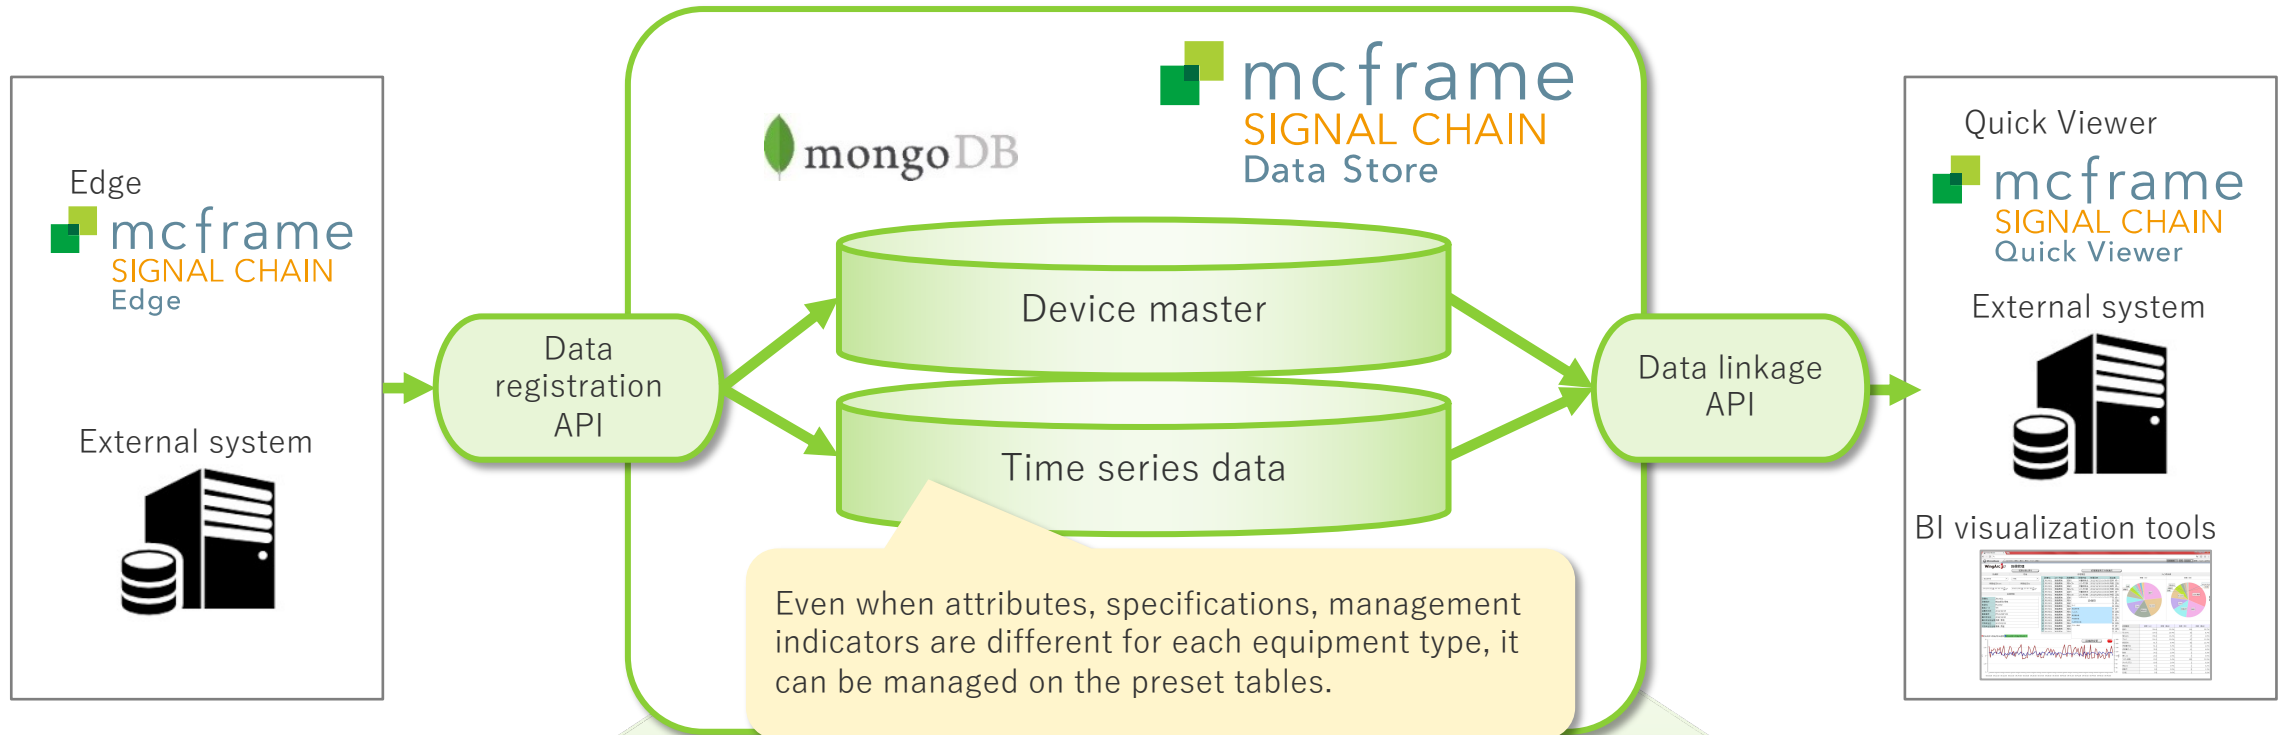 Edge
mcframe
SIGNAL CHAIN
Edge
External system
Data
registration
API
mongoDB
mcframe
SIGNAL CHAIN
Data Store
Device master
Time series data
Even when attributes, specifications, management
indicators are different for each equipment type, it
can be managed on the preset tables.
Data linkage
API
Quick Viewer
mcframe
SIGNAL CHAIN
Quick Viewer
External system
BI visualization tools